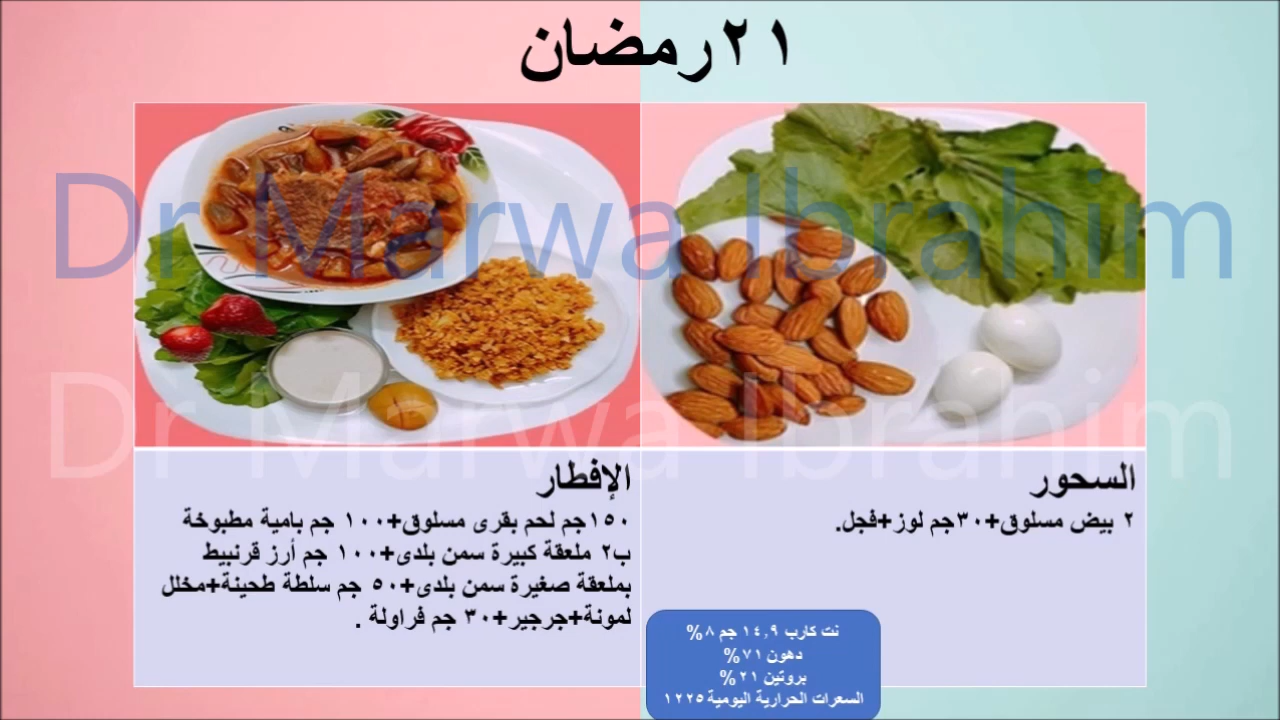 ٢١رمضان
Dr Marwa Ibrahim
Dr Marwa Ibrahim
السحور
٢ بيض مسلوق+٣٠جم لوز+فجل.
الإفطار
١٥٠جم لحم بقرى مسلوق+١٠٠ جم بامية مطبوخة
ب٢ ملعقة كبيرة سمن بلدى+١٠٠ جم أرز قرنبيط
بملعقة صغيرة سمن بلدى+٥٠ جم سلطة طحينة+مخلل
لمونة+جرجير+٣٠ جم فراولة .
نت كارب ١٤,٩ جم ٨%
دهون ٧١%
بروتين ٢١%
السعرات الحرارية اليومية ١٢٢٥